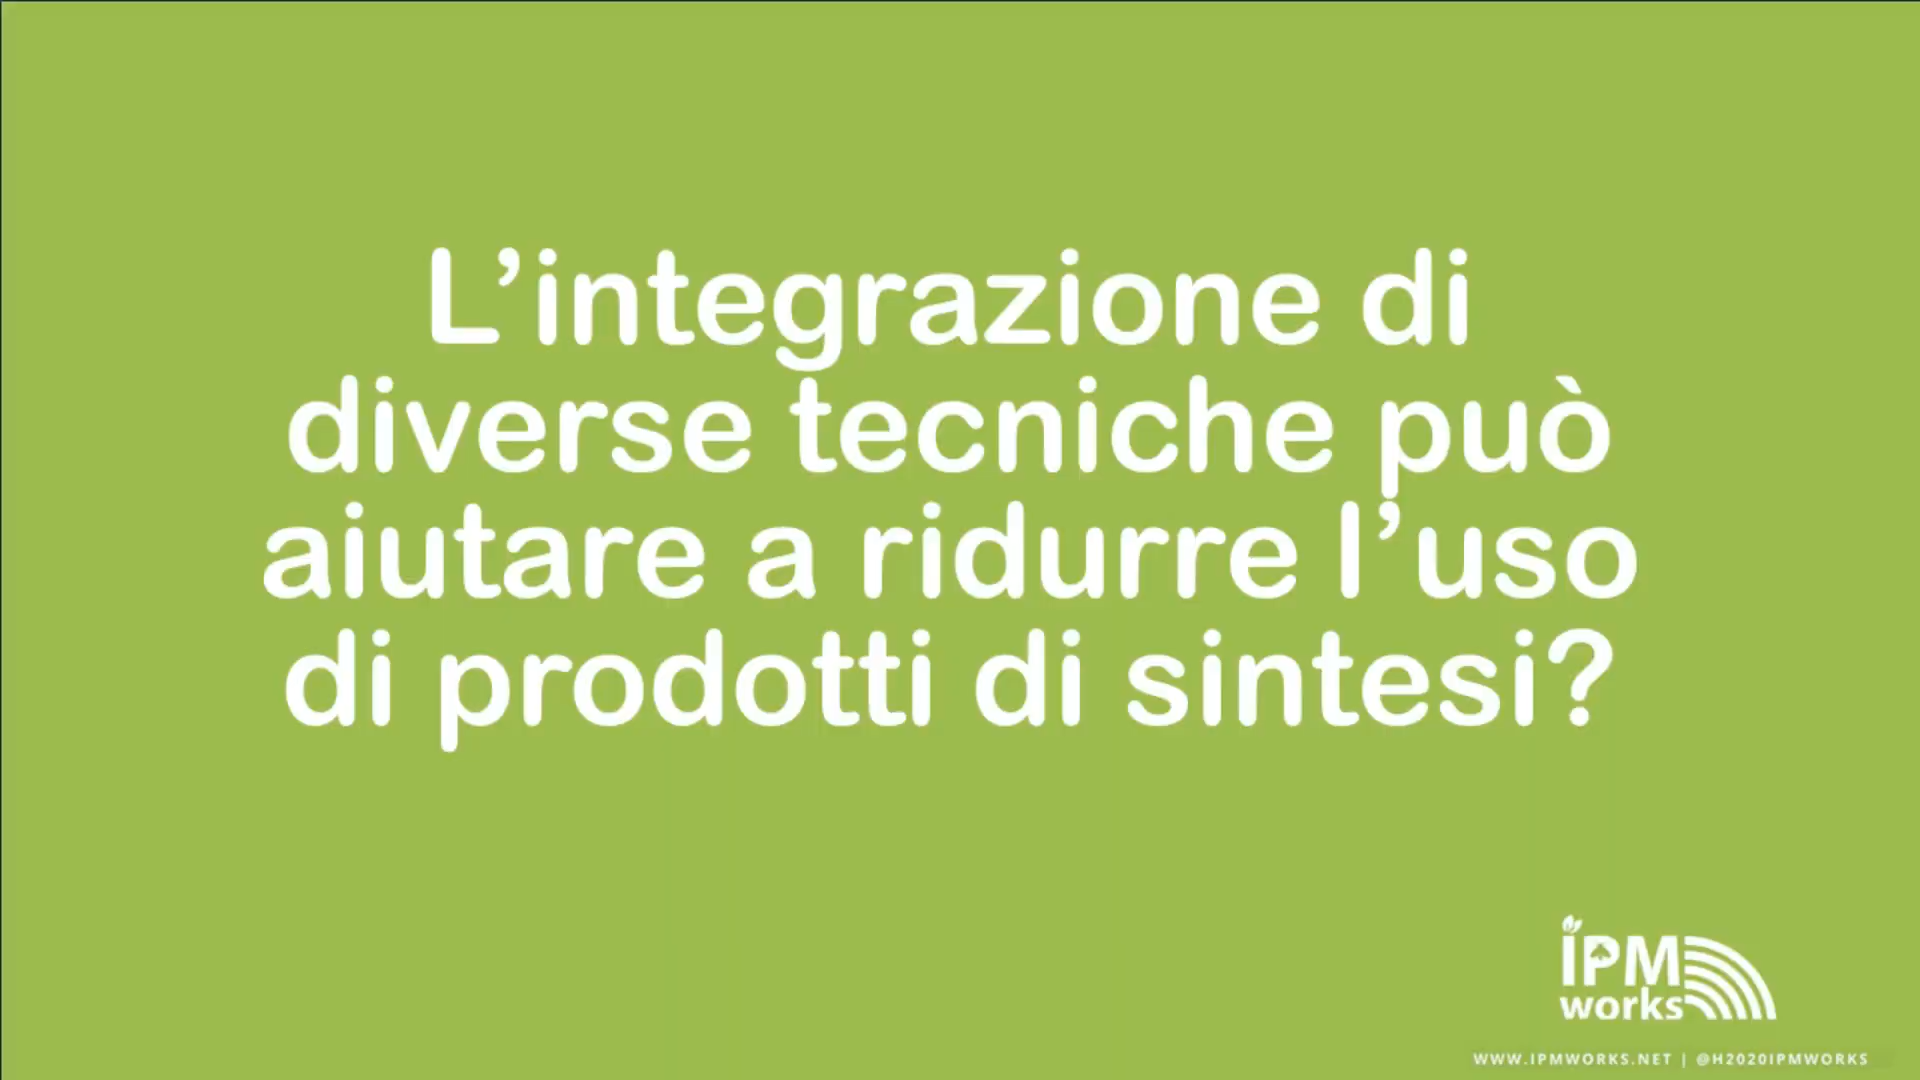 L’integrazione di
diverse tecniche può
aiutare a ridurre l’uso
di prodotti di sintesi?
IPM
works
WWW.IPMWORKS.NET | @H2020IPMWORKS